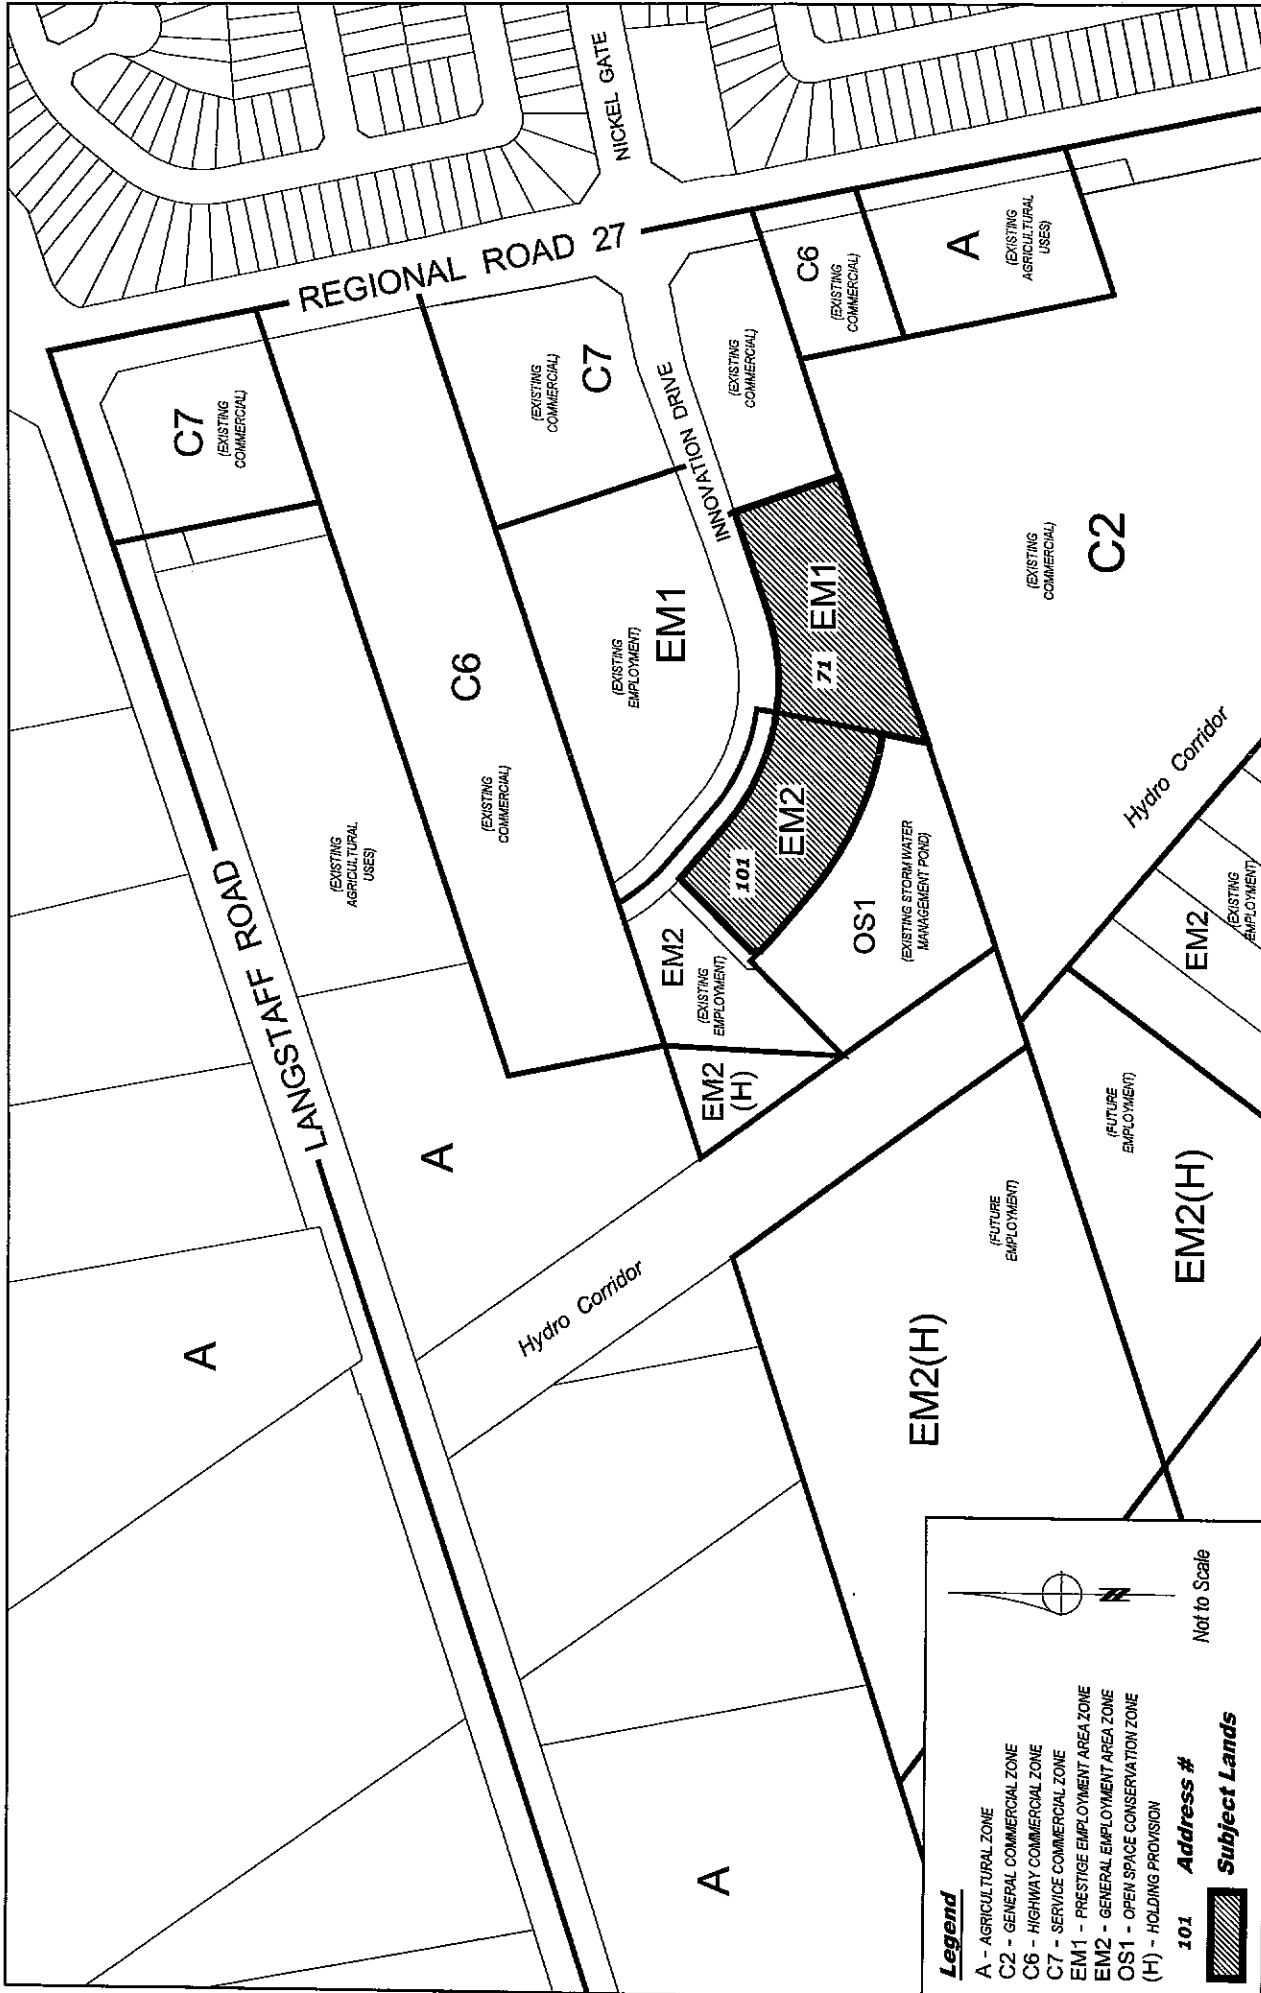 NICKEL GATE
REGIONAL ROAD 27
LANGSTAFF ROAD
INNOVATION DRIVE
C7
(EXISTING
COMMERCIAL)
(EXISTING
COMMERCIAL)
C7
(EXISTING
COMMERCIAL)
C6
(EXISTING
COMMERCIAL)
A
(EXISTING
AGRICULTURAL
USES)
(EXISTING
AGRICULTURAL
USES)
C6
(EXISTING
COMMERCIAL)
(EXISTING
EMPLOYMENT)
EM1
71
EM1
101
EM2
(EXISTING
COMMERCIAL)
C2
EM2
(EXISTING
EMPLOYMENT)
OS1
(EXISTING STORM WATER
MANAGEMENT POND)
EM2
(H)
Hydro Corridor
EM2
(EXISTING
EMPLOYMENT)
A
A
Hydro Corridor
(FUTURE
EMPLOYMENT)
EM2(H)
(FUTURE
EMPLOYMENT)
EM2(H)
A
Legend
A - AGRICULTURAL ZONE
C2 - GENERAL COMMERCIAL ZONE
C6 - HIGHWAY COMMERCIAL ZONE
C7 - SERVICE COMMERCIAL ZONE
EM1 - PRESTIGE EMPLOYMENT AREA ZONE
EM2 - GENERAL EMPLOYMENT AREA ZONE
OS1 - OPEN SPACE CONSERVATION ZONE
(H) - HOLDING PROVISION
101 Address #
Subject Lands
N
Not to Scale